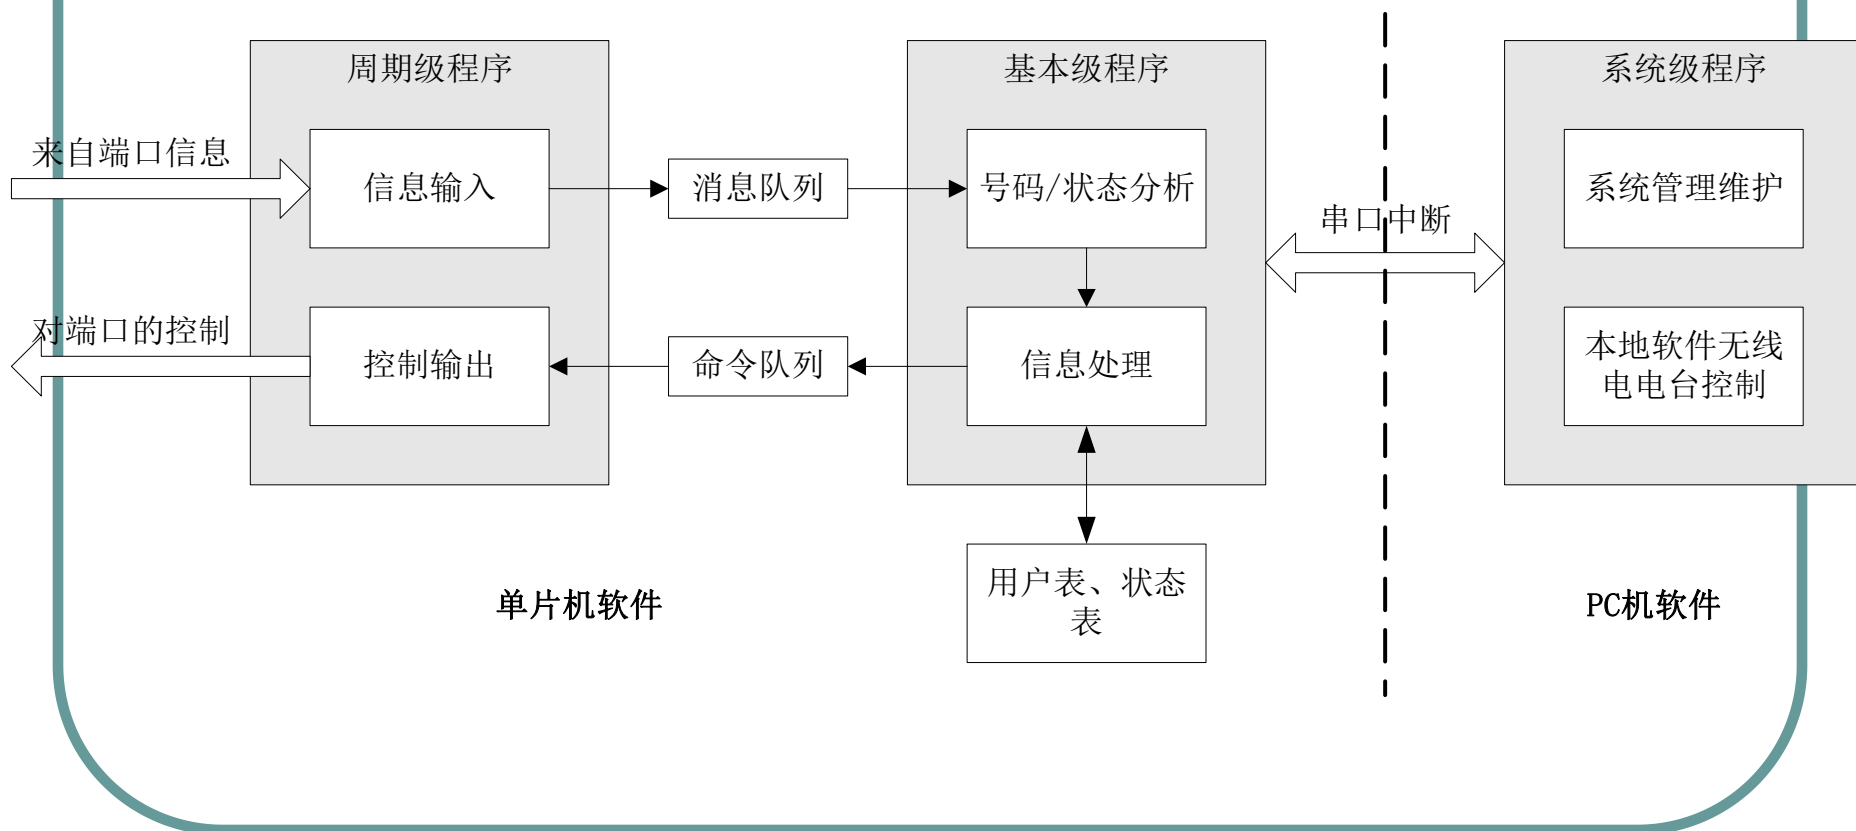 周期级程序
基本级程序
系统级程序
来自端口信息
信息输入
消息队列
号码/状态分析
系统管理维护
串口中断
对端口的控制
控制输出
命令队列
信息处理
本地软件无线
电电台控制
用户表、状态
表
单片机软件
PC机软件